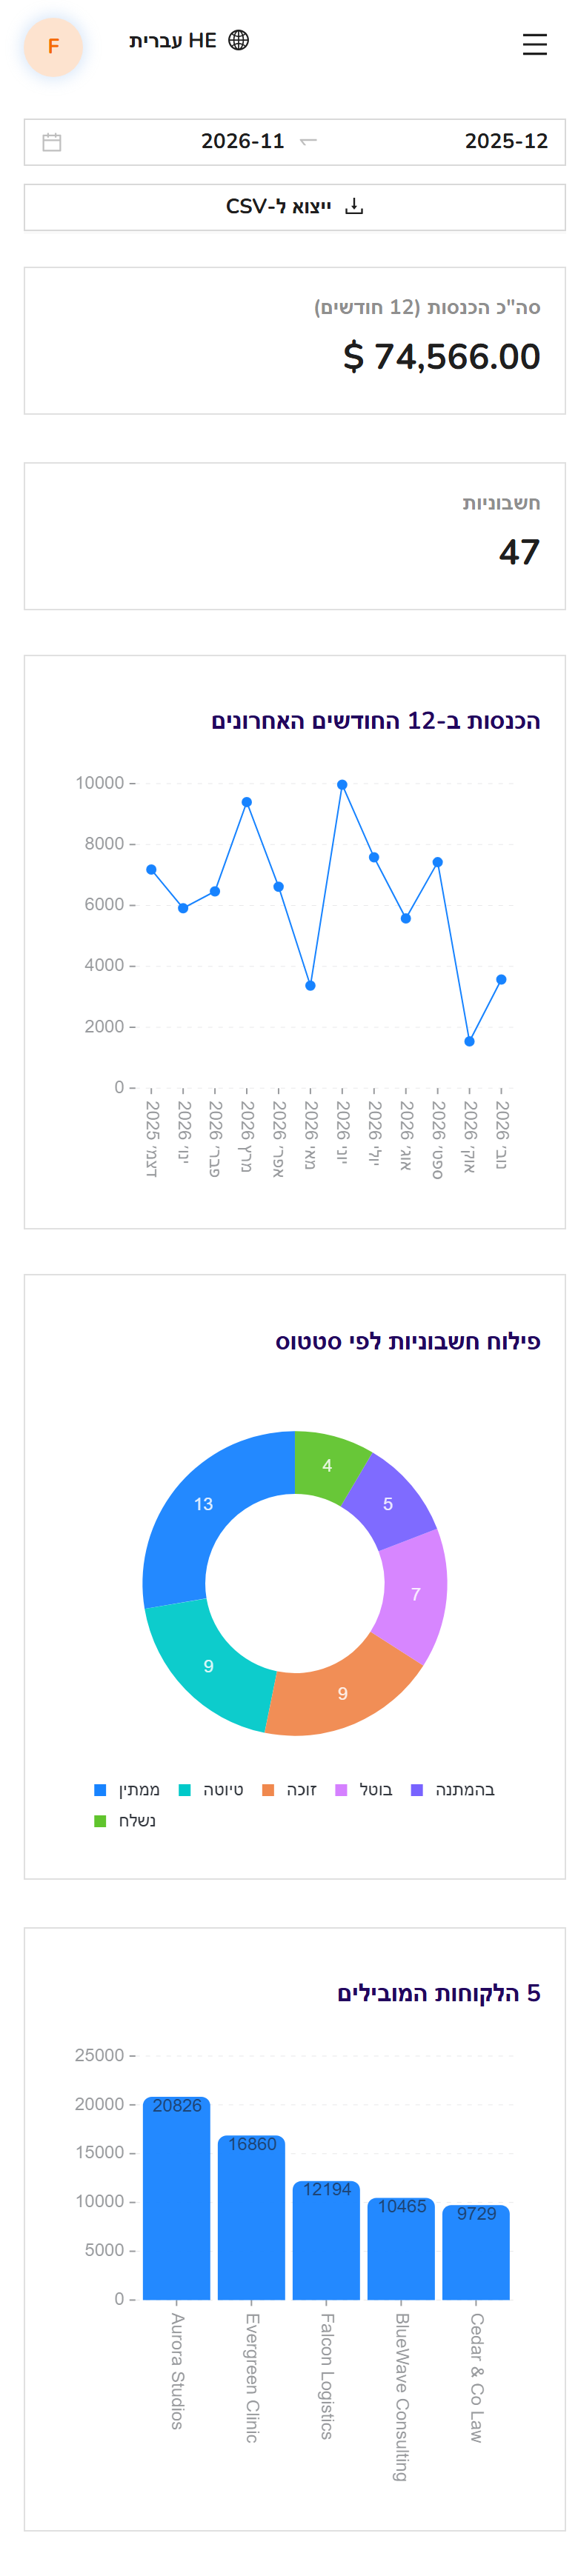 HE עברית
F
2025-12
2026-11
ייצוא ל-CSV
סה"כ הכנסות (12 חודשים)
$ 74,566.00
חשבוניות
47
הכנסות ב-12 החודשים האחרונים
10000
8000
6000
4000
2000
0
דצמ׳ 2025
ינו׳ 2026
פבר׳ 2026
מרץ 2026
אפר׳ 2026
מאי 2026
יוני 2026
יולי 2026
אוג׳ 2026
ספט׳ 2026
אוק׳ 2026
נוב׳ 2026
פילוח חשבוניות לפי סטטוס
4
13
5
7
9
9
ממתין
טיוטה
זוכה
בוטל
בהמתנה
נשלח
5 הלקוחות המובילים
25000
20000
15000
10000
5000
0
20826
16860
12194
10465
9729
Aurora Studios
Evergreen Clinic
Falcon Logistics
BlueWave Consulting
Cedar & Co Law